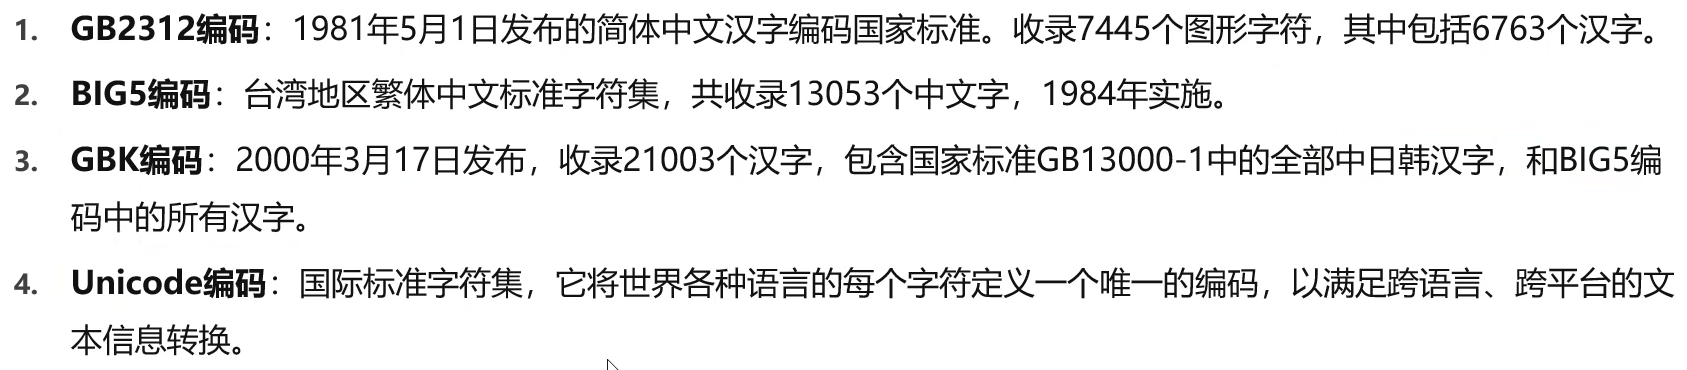 1. GB2312编码：1981年5月1日发布的简体中文汉字编码国家标准。收录7445个图形字符，其中包括6763个汉字。
2. BIG5编码：台湾地区繁体中文标准字符集，共收录13053个中文字，1984年实施。
3. GBK编码：2000年3月17日发布，收录21003个汉字，包含国家标准GB13000-1中的全部中日韩汉字，和BIG5编
码中的所有汉字。
4. Unicode编码：国际标准字符集，它将世界各种语言的每个字符定义一个唯一的编码，以满足跨语言、跨平台的文
本信息转换。